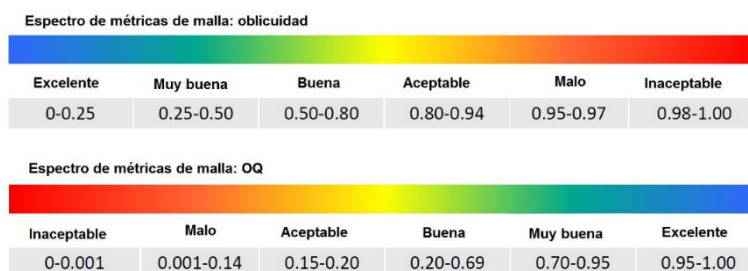 Espectro de métricas de malla: oblicuidad
Excelente Muy buena Buena Aceptable Malo Inaceptable
0-0.25 0.25-0.50 0.50-0.80 0.80-0.94 0.95-0.97 0.98-1.00
Espectro de métricas de malla: OQ
Inaceptable Malo Aceptable Buena Muy buena Excelente
0-0.001 0.001-0.14 0.15-0.20 0.20-0.69 0.70-0.95 0.95-1.00